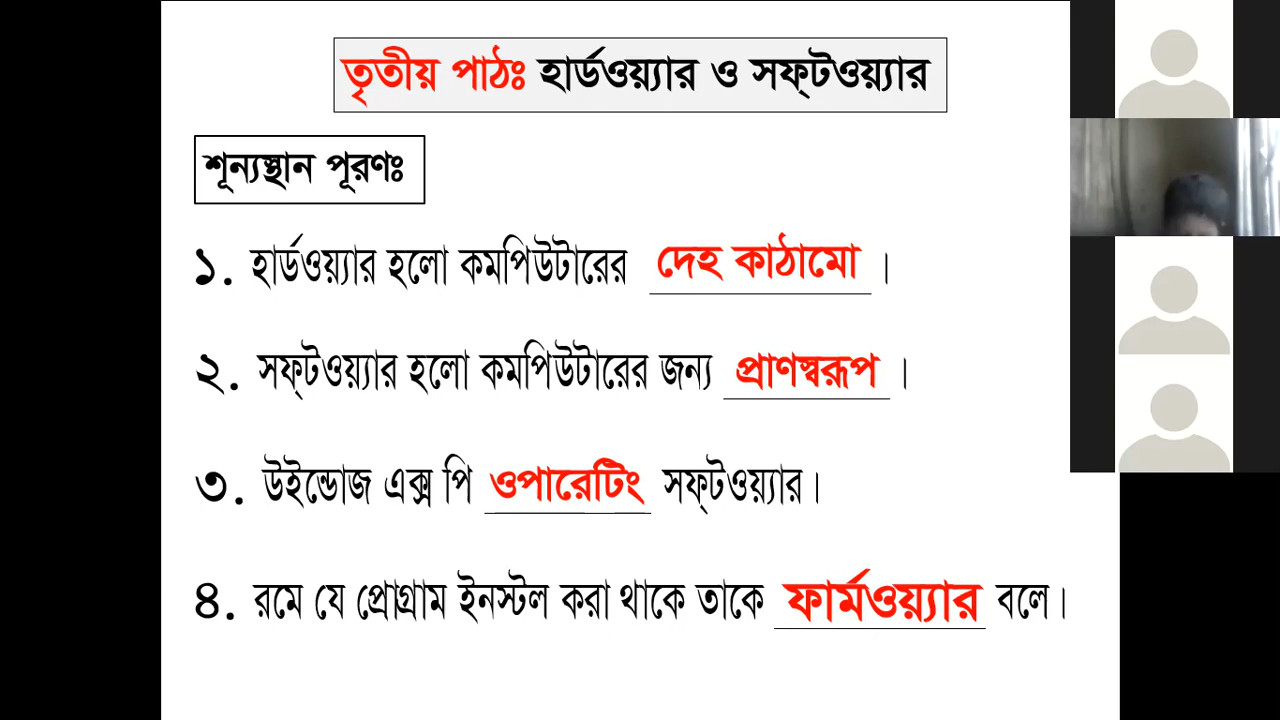 তৃতীয় পাঠঃ হার্ডওয়্যার ও সফ্‌টওয়্যার
শূন্যস্থান পূরণঃ
১. হার্ডওয়্যার হলো কমপিউটারের দেহ কাঠামো ।
২. সফ্‌টওয়্যার হলো কমপিউটারের জন্য প্রাণস্বরূপ ।
৩. উইন্ডোজ এক্স পি ওপারেটিং সফ্‌টওয়্যার।
৪. রমে যে প্রোগ্রাম ইনস্টল করা থাকে তাকে ফার্মওয়্যার বলে।